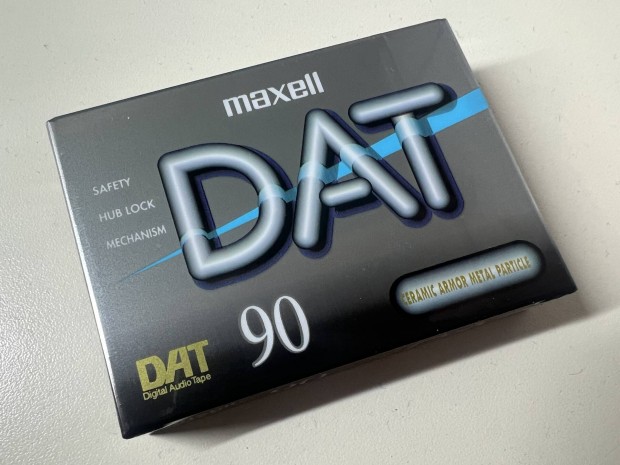 maxell
DAT
SAFETY
HUB LOCK
MECHANISM
CERAMIC ARMOR METAL PARTICLE
90
DAT
Digital Audio Tape